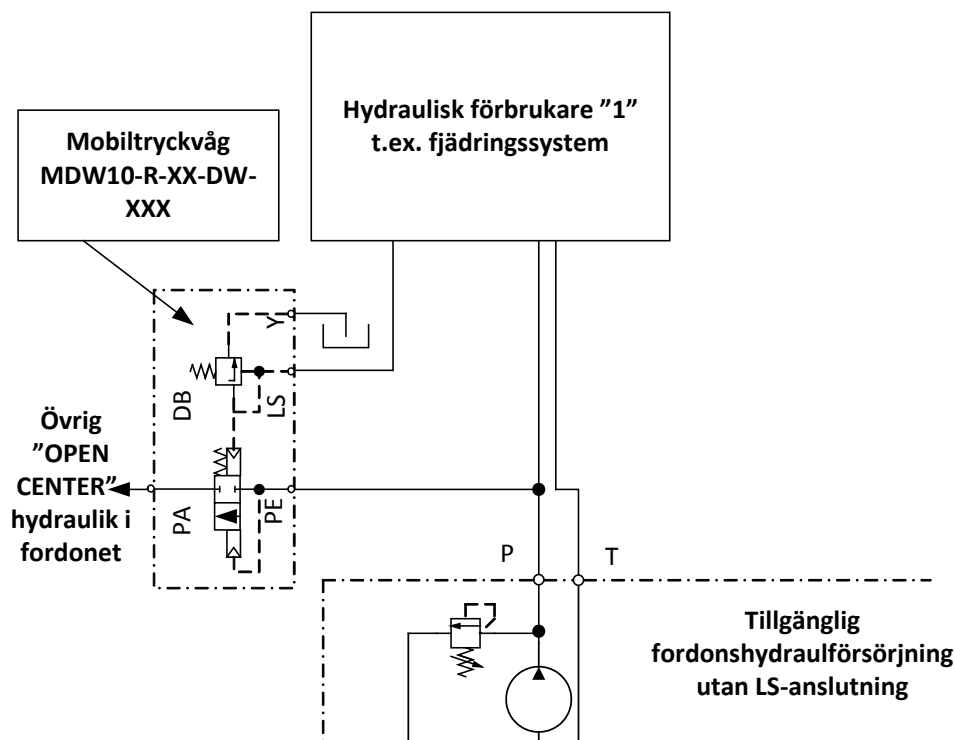 Hydraulisk förbrukare ”1”
t.ex. fjädringssystem
Mobiltryckvåg
MDW10-R-XX-DW-
XXX
Y
DB
LS
Övrig
”OPEN
CENTER”
hydraulik i
fordonet
PA
PE
P
T
Tillgänglig
fordonshydraulförsörjning
utan LS-anslutning